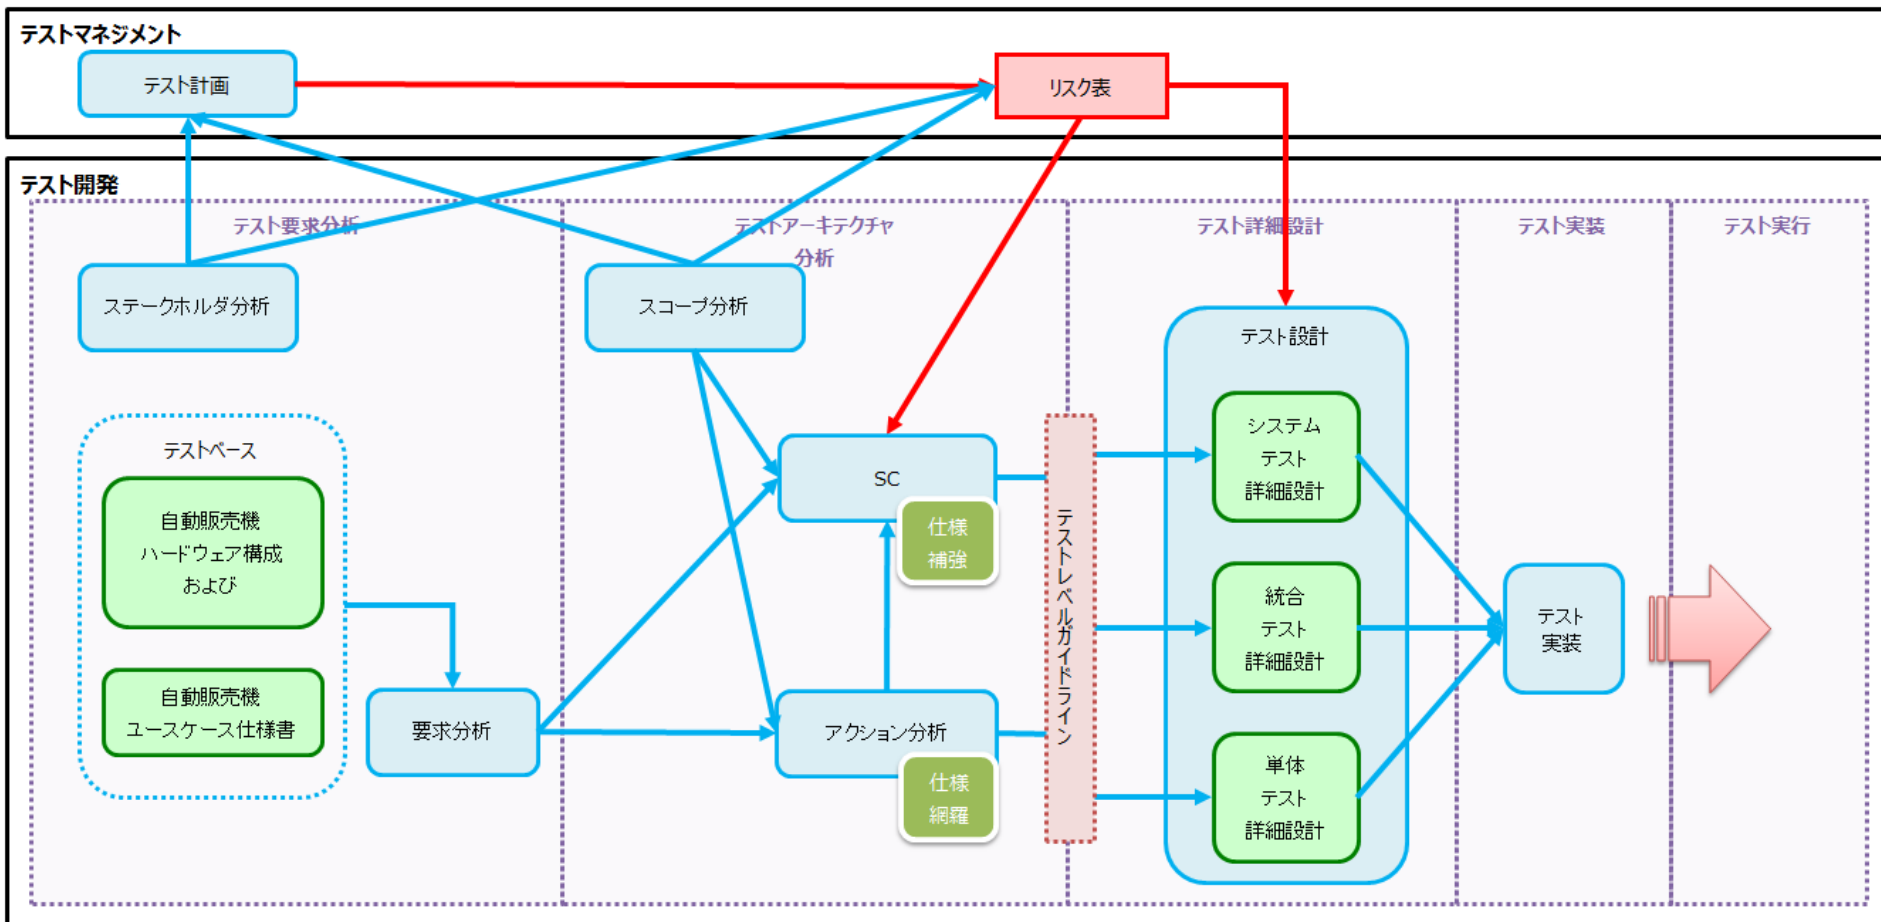 テストマネジメント
テスト計画
リスク表
テスト開発
テスト要求分析
テストアーキテクチャ
分析
テスト詳細設計
テスト実装
テスト実行
ステークホルダ分析
スコープ分析
テスト設計
テストベース
自動販売機
ハードウェア構成
および
自動販売機
ユースケース仕様書
要求分析
SC
仕様
補強
アクション分析
仕様
網羅
テストレベルガイドライン
システム
テスト
詳細設計
統合
テスト
詳細設計
単体
テスト
詳細設計
テスト
実装